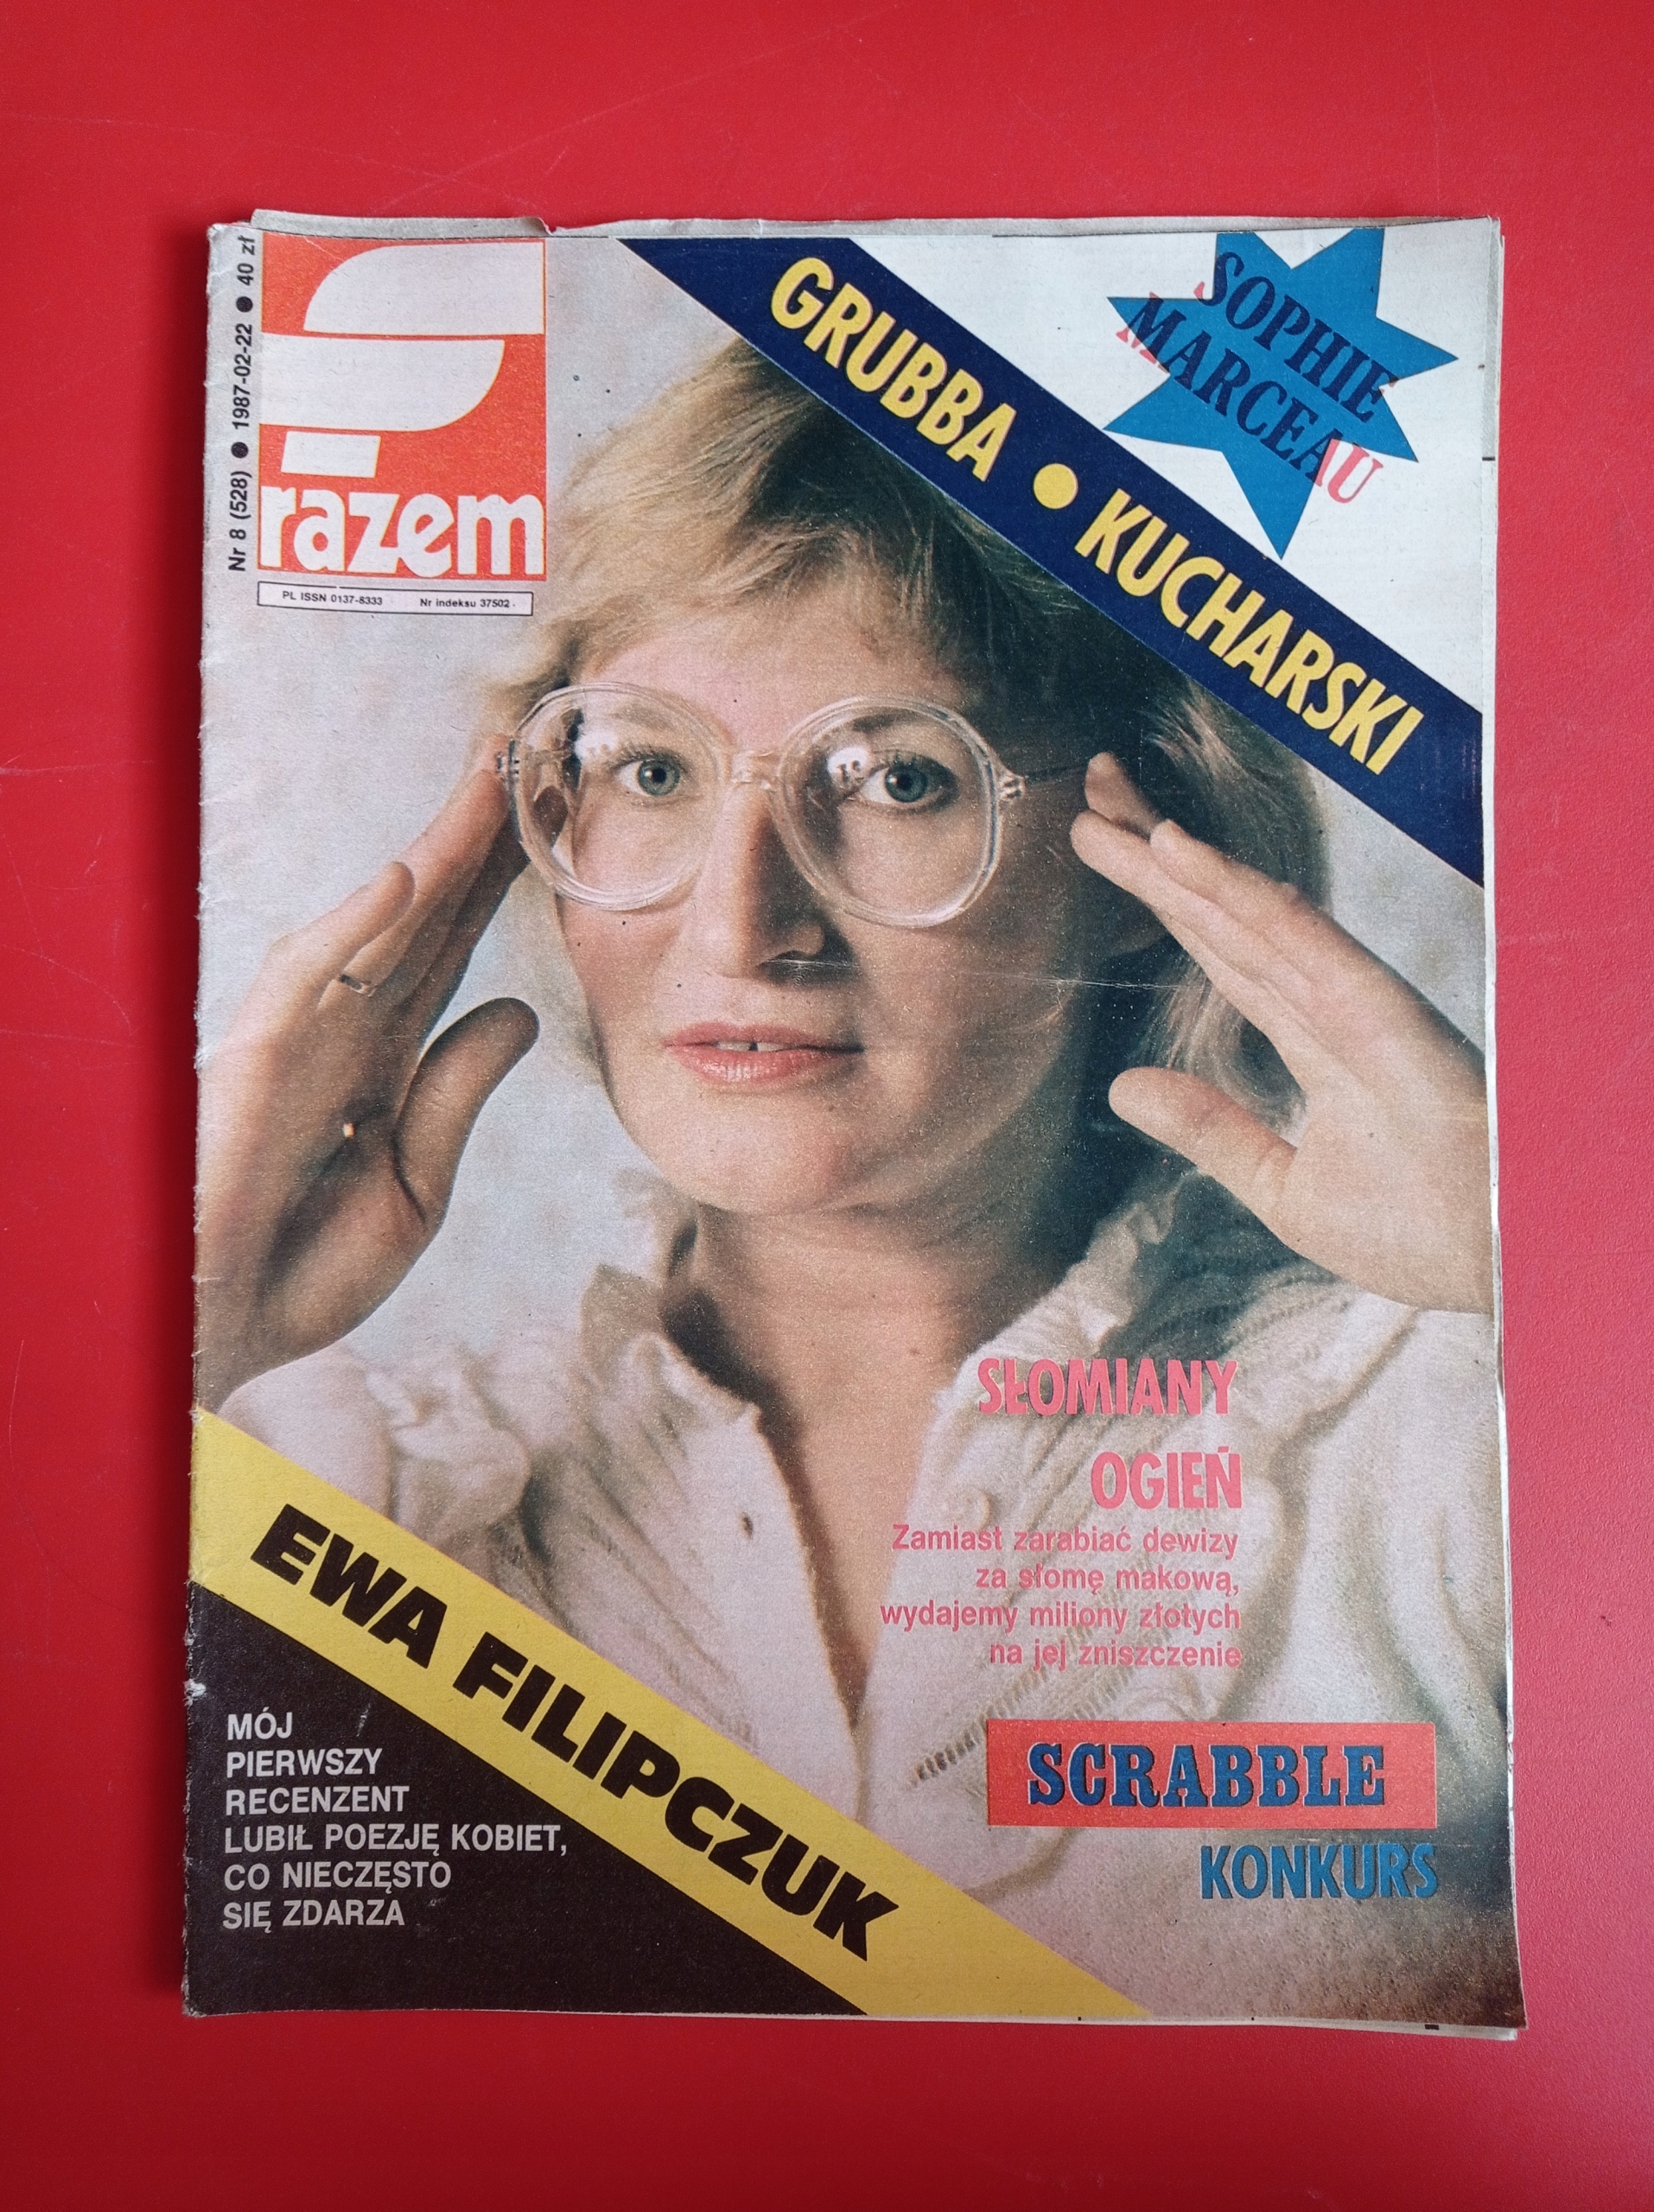 Nr 8 (528) ● 1987-02-22 ● 40 zł
razem
PL ISSN 0137-8333 Nr indeksu 37502
GRUBBA ● KUCHARSKI
SOPHIE
MARCEAU
SŁOMIANY
OGIEŃ
Zamiast zarabiać dewizy
za słomę makową,
wydajemy miliony złotych
na jej zniszczenie
SCRABBLE
KONKURS
EWA FILIPCZUK
MÓJ
PIERWSZY
RECENZENT
LUBIŁ POEZJĘ KOBIET,
CO NIECZĘSTO
SIĘ ZDARZA